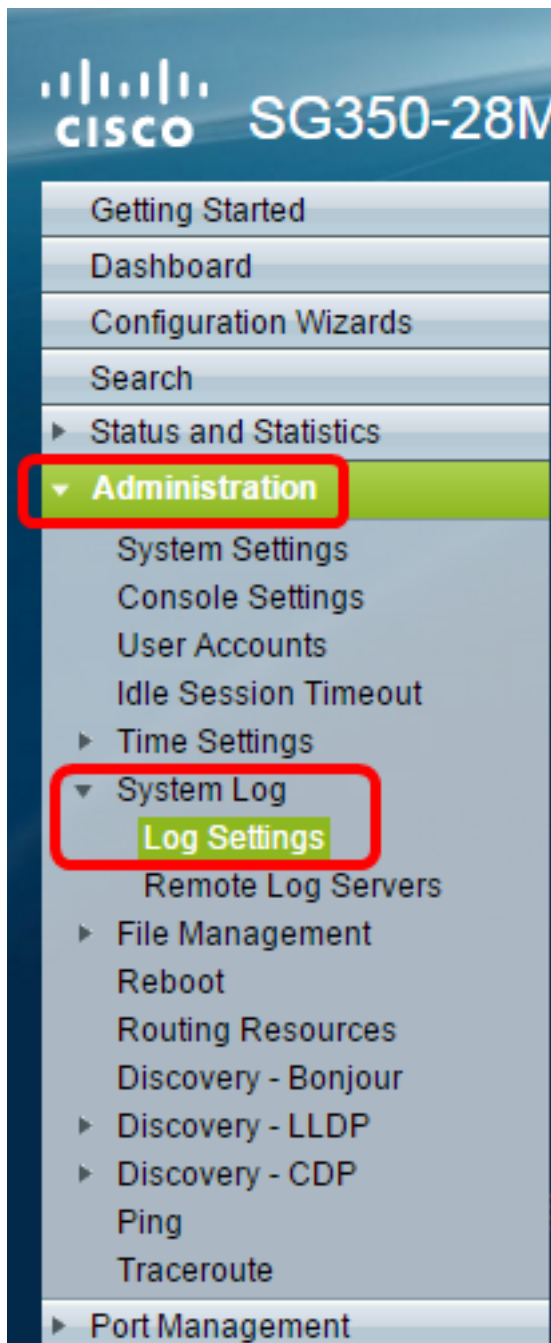 CISCO SG350-28M
Getting Started
Dashboard
Configuration Wizards
Search
Status and Statistics
Administration
System Settings
Console Settings
User Accounts
Idle Session Timeout
Time Settings
System Log
Log Settings
Remote Log Servers
File Management
Reboot
Routing Resources
Discovery - Bonjour
Discovery - LLDP
Discovery - CDP
Ping
Traceroute
Port Management